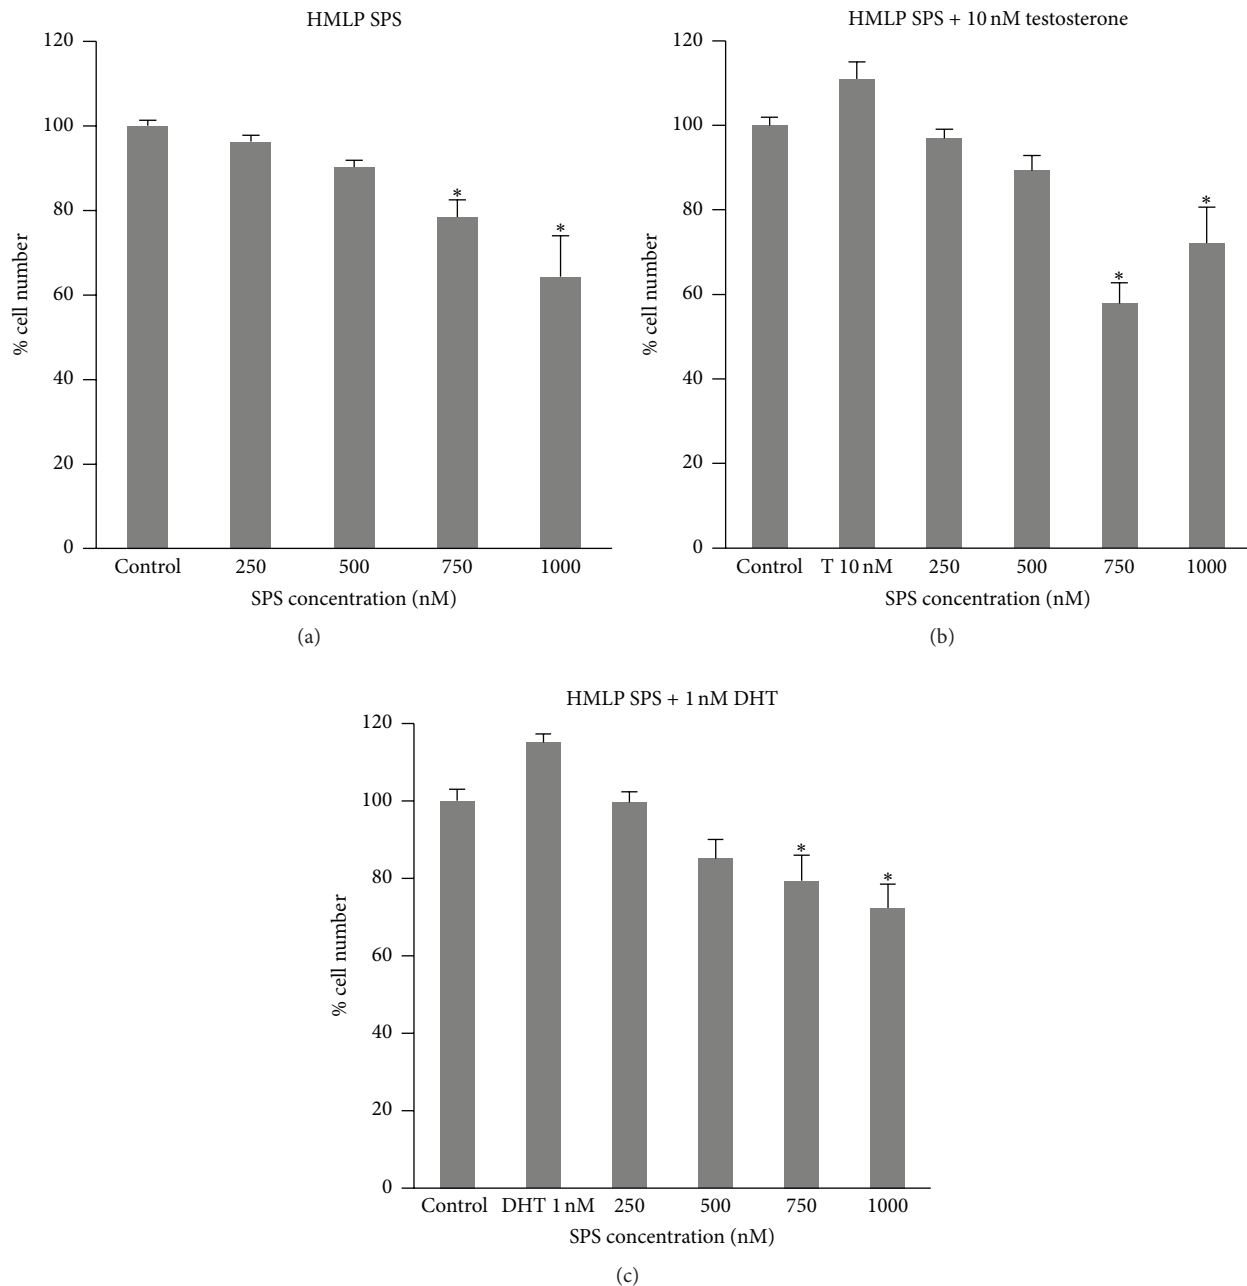 HMLP SPS
120
100
80
60
40
20
0
% cell number
*
*
Control 250 500 750 1000
SPS concentration (nM)
(a)
HMLP SPS + 10 nM testosterone
120
100
80
60
40
20
0
% cell number
*
*
Control T 10 nM 250 500 750 1000
SPS concentration (nM)
(b)
HMLP SPS + 1 nM DHT
120
100
80
60
40
20
0
% cell number
*
*
Control DHT 1 nM 250 500 750 1000
SPS concentration (nM)
(c)